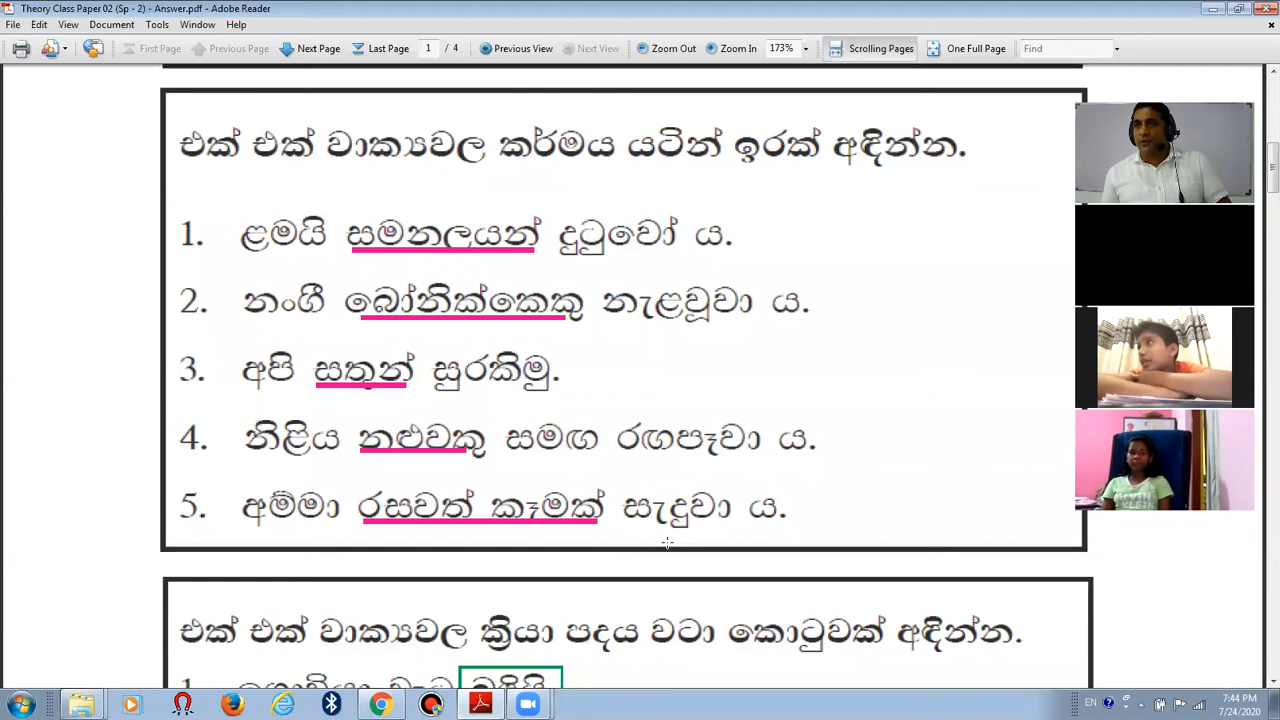 Theory Class Paper 02 (Sp - 2) - Answer.pdf - Adobe Reader
File Edit View Document Tools Window Help
First Page Previous Page Next Page Last Page 1 / 4 Previous View Next View Zoom Out Zoom In 173% Scrolling Pages One Full Page Find
එක් එක් වාක්‍යවල කර්මය යටින් ඉරක් අඳින්න.
1. ළමයි සමනලයන් දුටුවෝ ය.
2. නංගී බෝනික්කෙකු නැළවූවා ය.
3. අපි සතුන් සුරකිමු.
4. නිළිය නළුවකු සමඟ රඟපෑවා ය.
5. අම්මා රසවත් කෑමක් සැදුවා ය.
එක් එක් වාක්‍යවල ක්‍රියා පදය වටා කොටුවක් අඳින්න.
EN 7:44 PM
7/24/2020